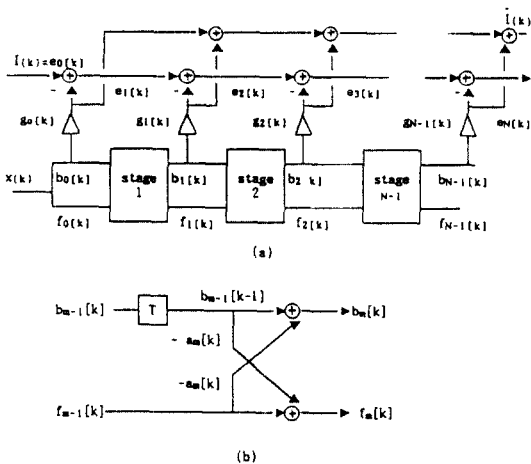 Ī(k)
I(k)=e₀[k]
+ + + + + + +
- - - -
e₁[k] e₂[k] e₃[k]
g₀[k] g₁[k] g₂[k] gN-1[k] eN[k]
X(k) b₀[k] stage 1 b₁[k] stage 2 b₂ k] stage N-1 bN-1[k]
f₀[k] f₁[k] f₂[k] fN-1[k]
(a)
bm-1[k] T bm-1[k-1] + bm[k]
- am[k]
-am[k]
fm-1[k] + fm[k]
(b)